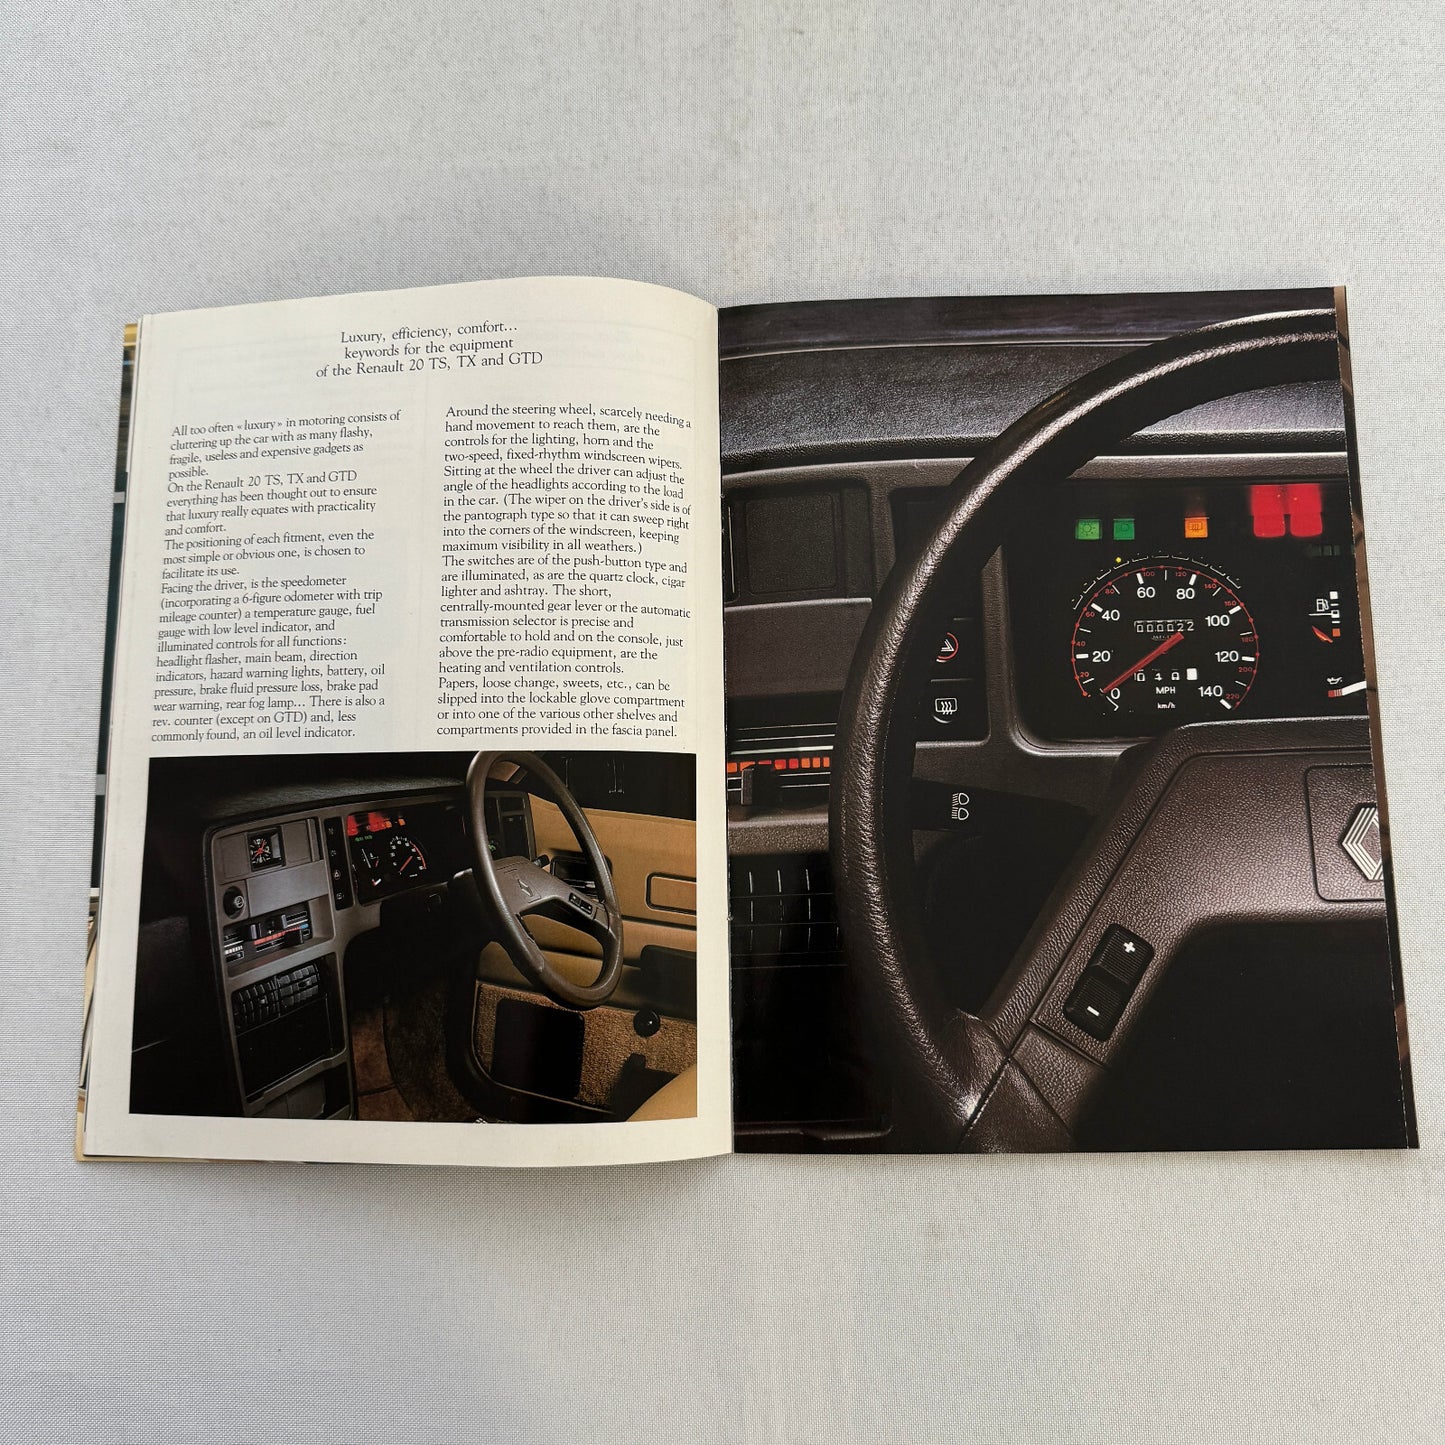 Luxury, efficiency, comfort...
keywords for the equipment
of the Renault 20 TS, TX and GTD
All too often «luxury» in motoring consists of
cluttering up the car with as many flashy,
fragile, useless and expensive gadgets as
possible.
On the Renault 20 TS, TX and GTD
everything has been thought out to ensure
that luxury really equates with practicality
and comfort.
The positioning of each fitment, even the
most simple or obvious one, is chosen to
facilitate its use.
Facing the driver, is the speedometer
(incorporating a 6-figure odometer with trip
mileage counter) a temperature gauge, fuel
gauge with low level indicator, and
illuminated controls for all functions:
headlight flasher, main beam, direction
indicators, hazard warning lights, battery, oil
pressure, brake fluid pressure loss, brake pad
wear warning, rear fog lamp... There is also a
rev. counter (except on GTD) and, less
commonly found, an oil level indicator.
Around the steering wheel, scarcely needing a
hand movement to reach them, are the
controls for the lighting, horn and the
two-speed, fixed-rhythm windscreen wipers.
Sitting at the wheel the driver can adjust the
angle of the headlights according to the load
in the car. (The wiper on the driver's side is of
the pantograph type so that it can sweep right
into the corners of the windscreen, keeping
maximum visibility in all weathers.)
The switches are of the push-button type and
are illuminated, as are the quartz clock, cigar
lighter and ashtray. The short,
centrally-mounted gear lever or the automatic
transmission selector is precise and
comfortable to hold and on the console, just
above the pre-radio equipment, are the
heating and ventilation controls.
Papers, loose change, sweets, etc., can be
slipped into the lockable glove compartment
or into one of the various other shelves and
compartments provided in the fascia panel.
100 120
80 60 80 140
40 100 160
000022
20 120 180
200
20 0 MPH 140 220
km/h
+
-